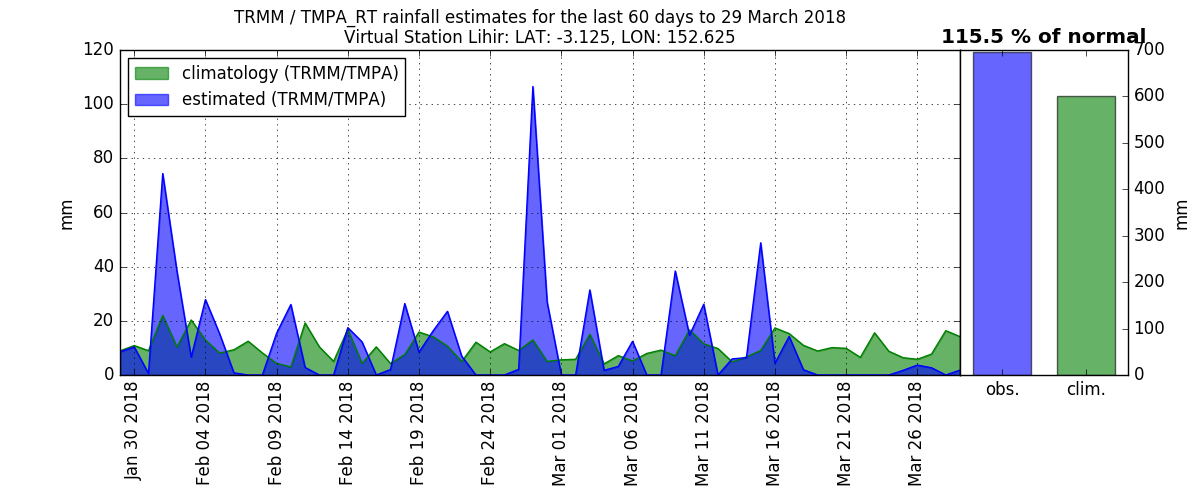 TRMM / TMPA_RT rainfall estimates for the last 60 days to 29 March 2018
Virtual Station Lihir: LAT: -3.125, LON: 152.625
115.5 % of normal
climatology (TRMM/TMPA)
estimated (TRMM/TMPA)
mm
120
100
80
60
40
20
0
Jan 30 2018
Feb 04 2018
Feb 09 2018
Feb 14 2018
Feb 19 2018
Feb 24 2018
Mar 01 2018
Mar 06 2018
Mar 11 2018
Mar 16 2018
Mar 21 2018
Mar 26 2018
700
600
500
400
300
200
100
0
mm
obs.
clim.